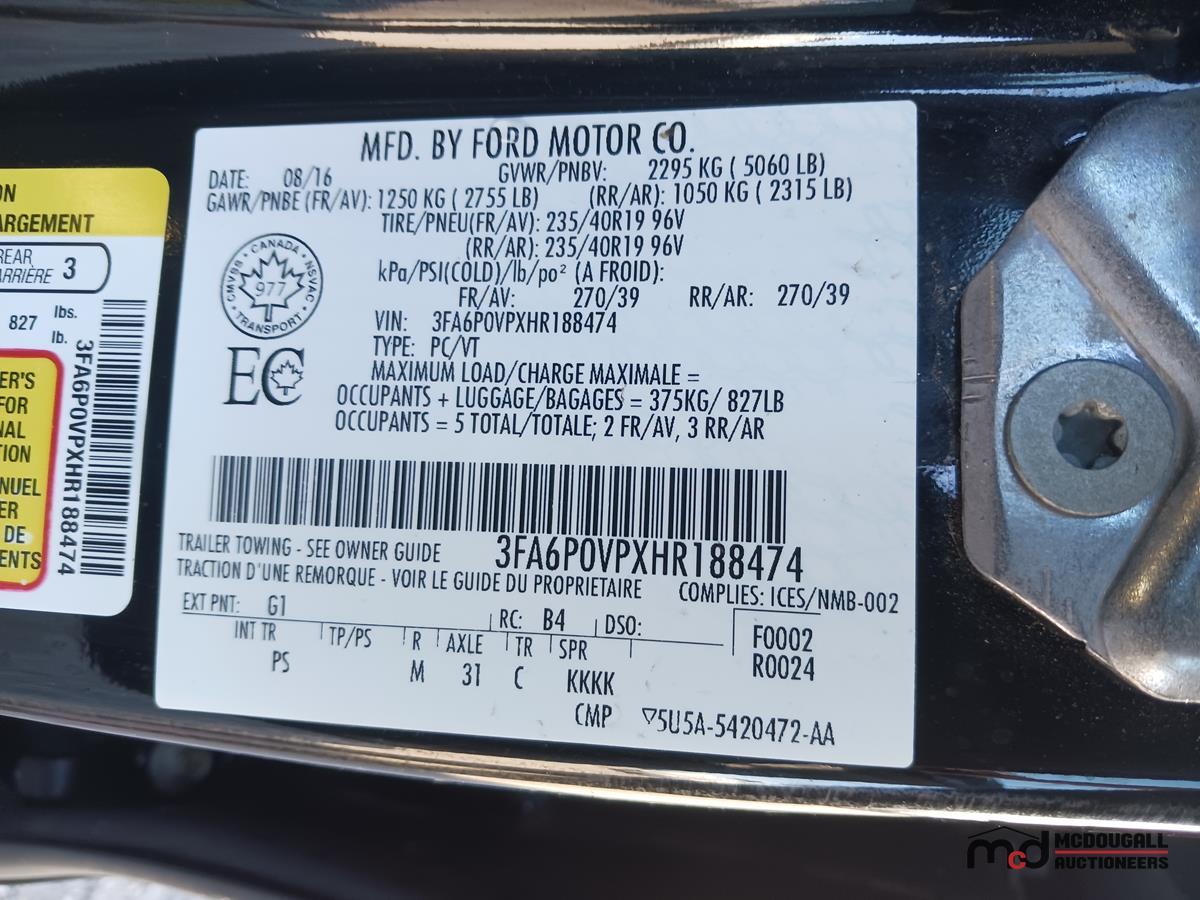 MFD. BY FORD MOTOR CO.
DATE: 08/16 GVWR/PNBV: 2295 KG ( 5060 LB)
GAWR/PNBE (FR/AV): 1250 KG ( 2755 LB) (RR/AR): 1050 KG ( 2315 LB)
TIRE/PNEU(FR/AV): 235/40R19 96V
(RR/AR): 235/40R19 96V
kPa/PSI(COLD)/lb/po² (A FROID):
FR/AV: 270/39 RR/AR: 270/39
VIN: 3FA6P0VPXHR188474
TYPE: PC/VT
MAXIMUM LOAD/CHARGE MAXIMALE =
OCCUPANTS + LUGGAGE/BAGAGES = 375KG/ 827LB
OCCUPANTS = 5 TOTAL/TOTALE; 2 FR/AV, 3 RR/AR
CANADA
CMVSS NSVAC
977
TRANSPORT
EC
3FA6P0VPXHR188474
TRAILER TOWING - SEE OWNER GUIDE
TRACTION D'UNE REMORQUE - VOIR LE GUIDE DU PROPRIETAIRE
COMPLIES: ICES/NMB-002
EXT PNT: G1 RC: B4 DSO:
F0002
R0024
INT TR TP/PS R AXLE TR SPR
PS M 31 C KKKK
CMP ▽5U5A-5420472-AA
ON
ARGEMENT
REAR
ARRIÈRE 3
827 lbs.
lb.
3FA6P0VPXHR188474
ER'S
FOR
NAL
TION
NUEL
ER
DE
ENTS
mcd MCDOUGALL
AUCTIONEERS